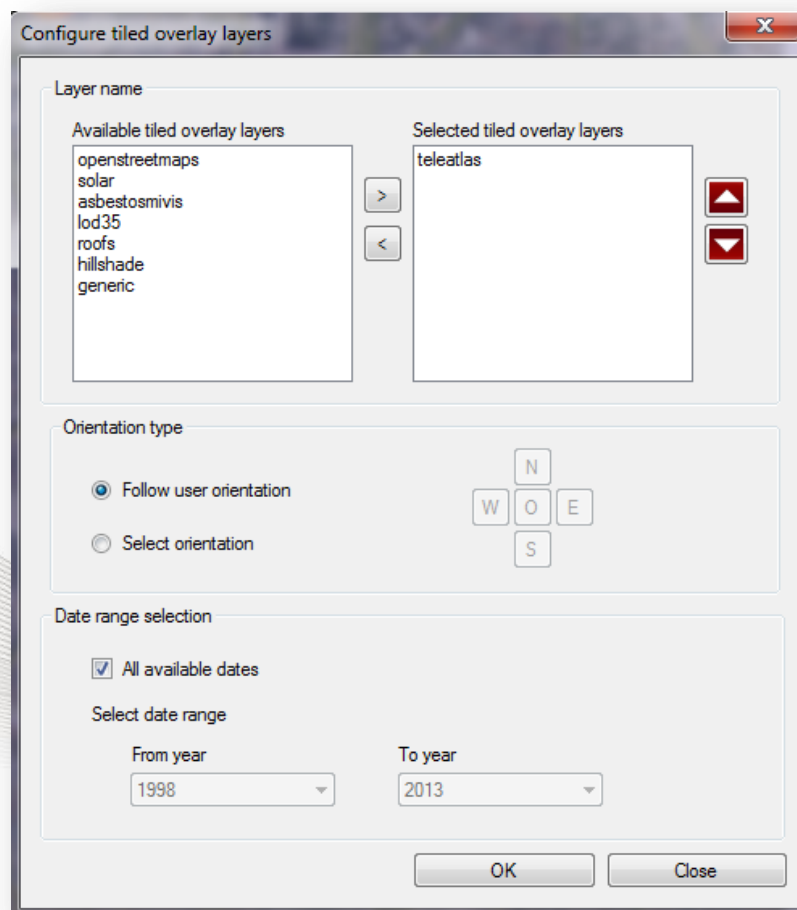 Configure tiled overlay layers
x
Layer name
Available tiled overlay layers
openstreetmaps
solar
asbestosmivis
lod35
roofs
hillshade
generic
>
<
Selected tiled overlay layers
teleatlas
Orientation type
Follow user orientation
Select orientation
N
W O E
S
Date range selection
All available dates
Select date range
From year To year
1998 2013
OK Close